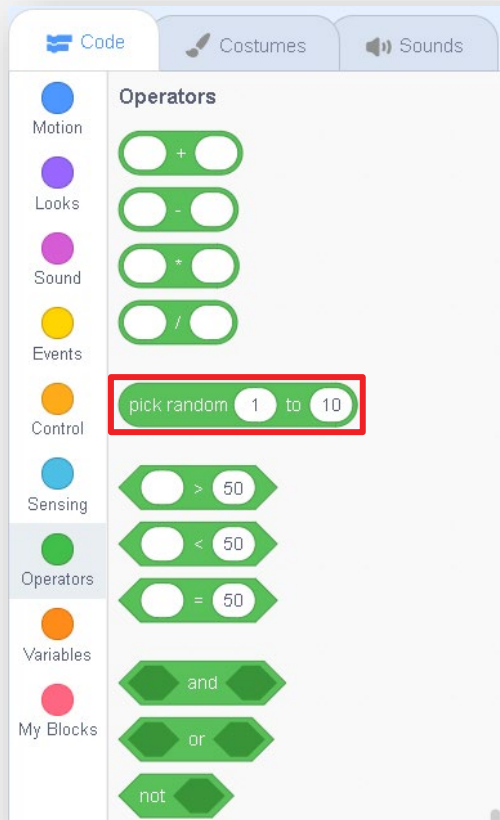 Code Costumes Sounds
Motion
Looks
Sound
Events
Control
Sensing
Operators
Variables
My Blocks
Operators
+
-
*
/
pick random 1 to 10
> 50
< 50
= 50
and
or
not